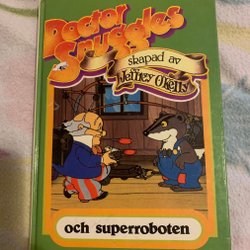 Doctor
Snuggles
skapad av
Jeffrey O'Kelly
och superroboten